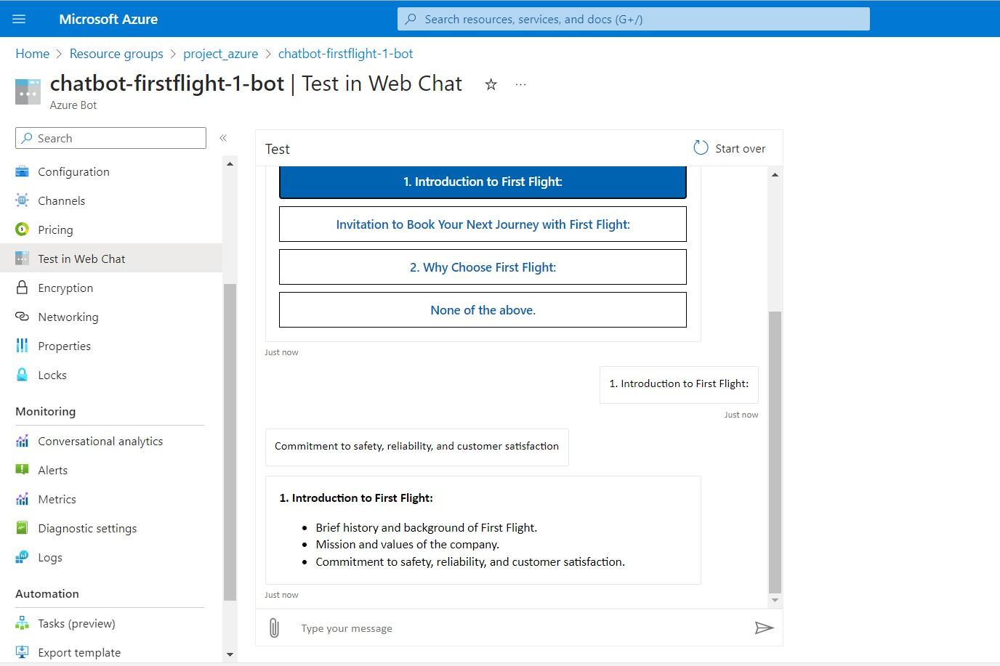 Microsoft Azure
Search resources, services, and docs (G+/)
Home > Resource groups > project_azure > chatbot-firstflight-1-bot
chatbot-firstflight-1-bot | Test in Web Chat
Azure Bot
Search
Configuration
Channels
Pricing
Test in Web Chat
Encryption
Networking
Properties
Locks
Monitoring
Conversational analytics
Alerts
Metrics
Diagnostic settings
Logs
Automation
Tasks (preview)
Export template
Test
Start over
1. Introduction to First Flight:
Invitation to Book Your Next Journey with First Flight:
2. Why Choose First Flight:
None of the above.
Just now
1. Introduction to First Flight:
Just now
Commitment to safety, reliability, and customer satisfaction
1. Introduction to First Flight:
• Brief history and background of First Flight.
• Mission and values of the company.
• Commitment to safety, reliability, and customer satisfaction.
Just now
Type your message